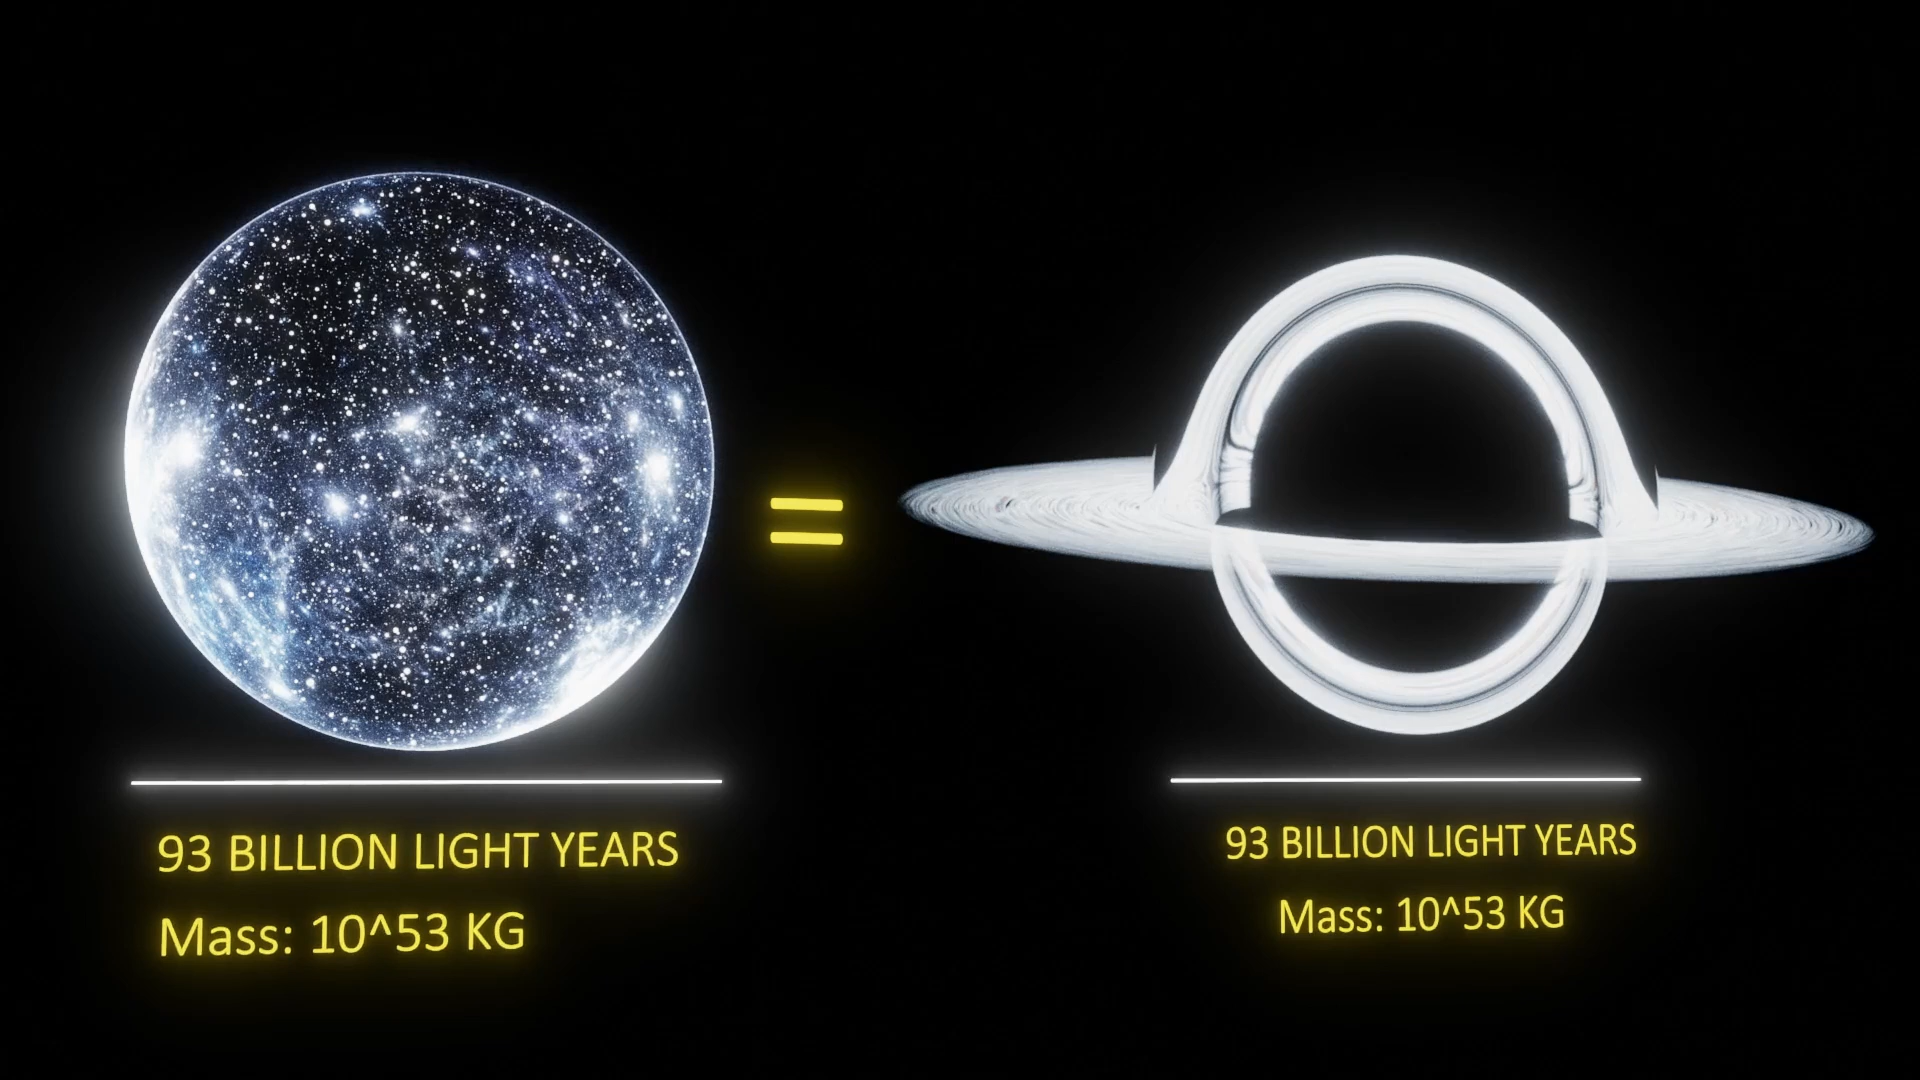 =
93 BILLION LIGHT YEARS
Mass: 10^53 KG
93 BILLION LIGHT YEARS
Mass: 10^53 KG